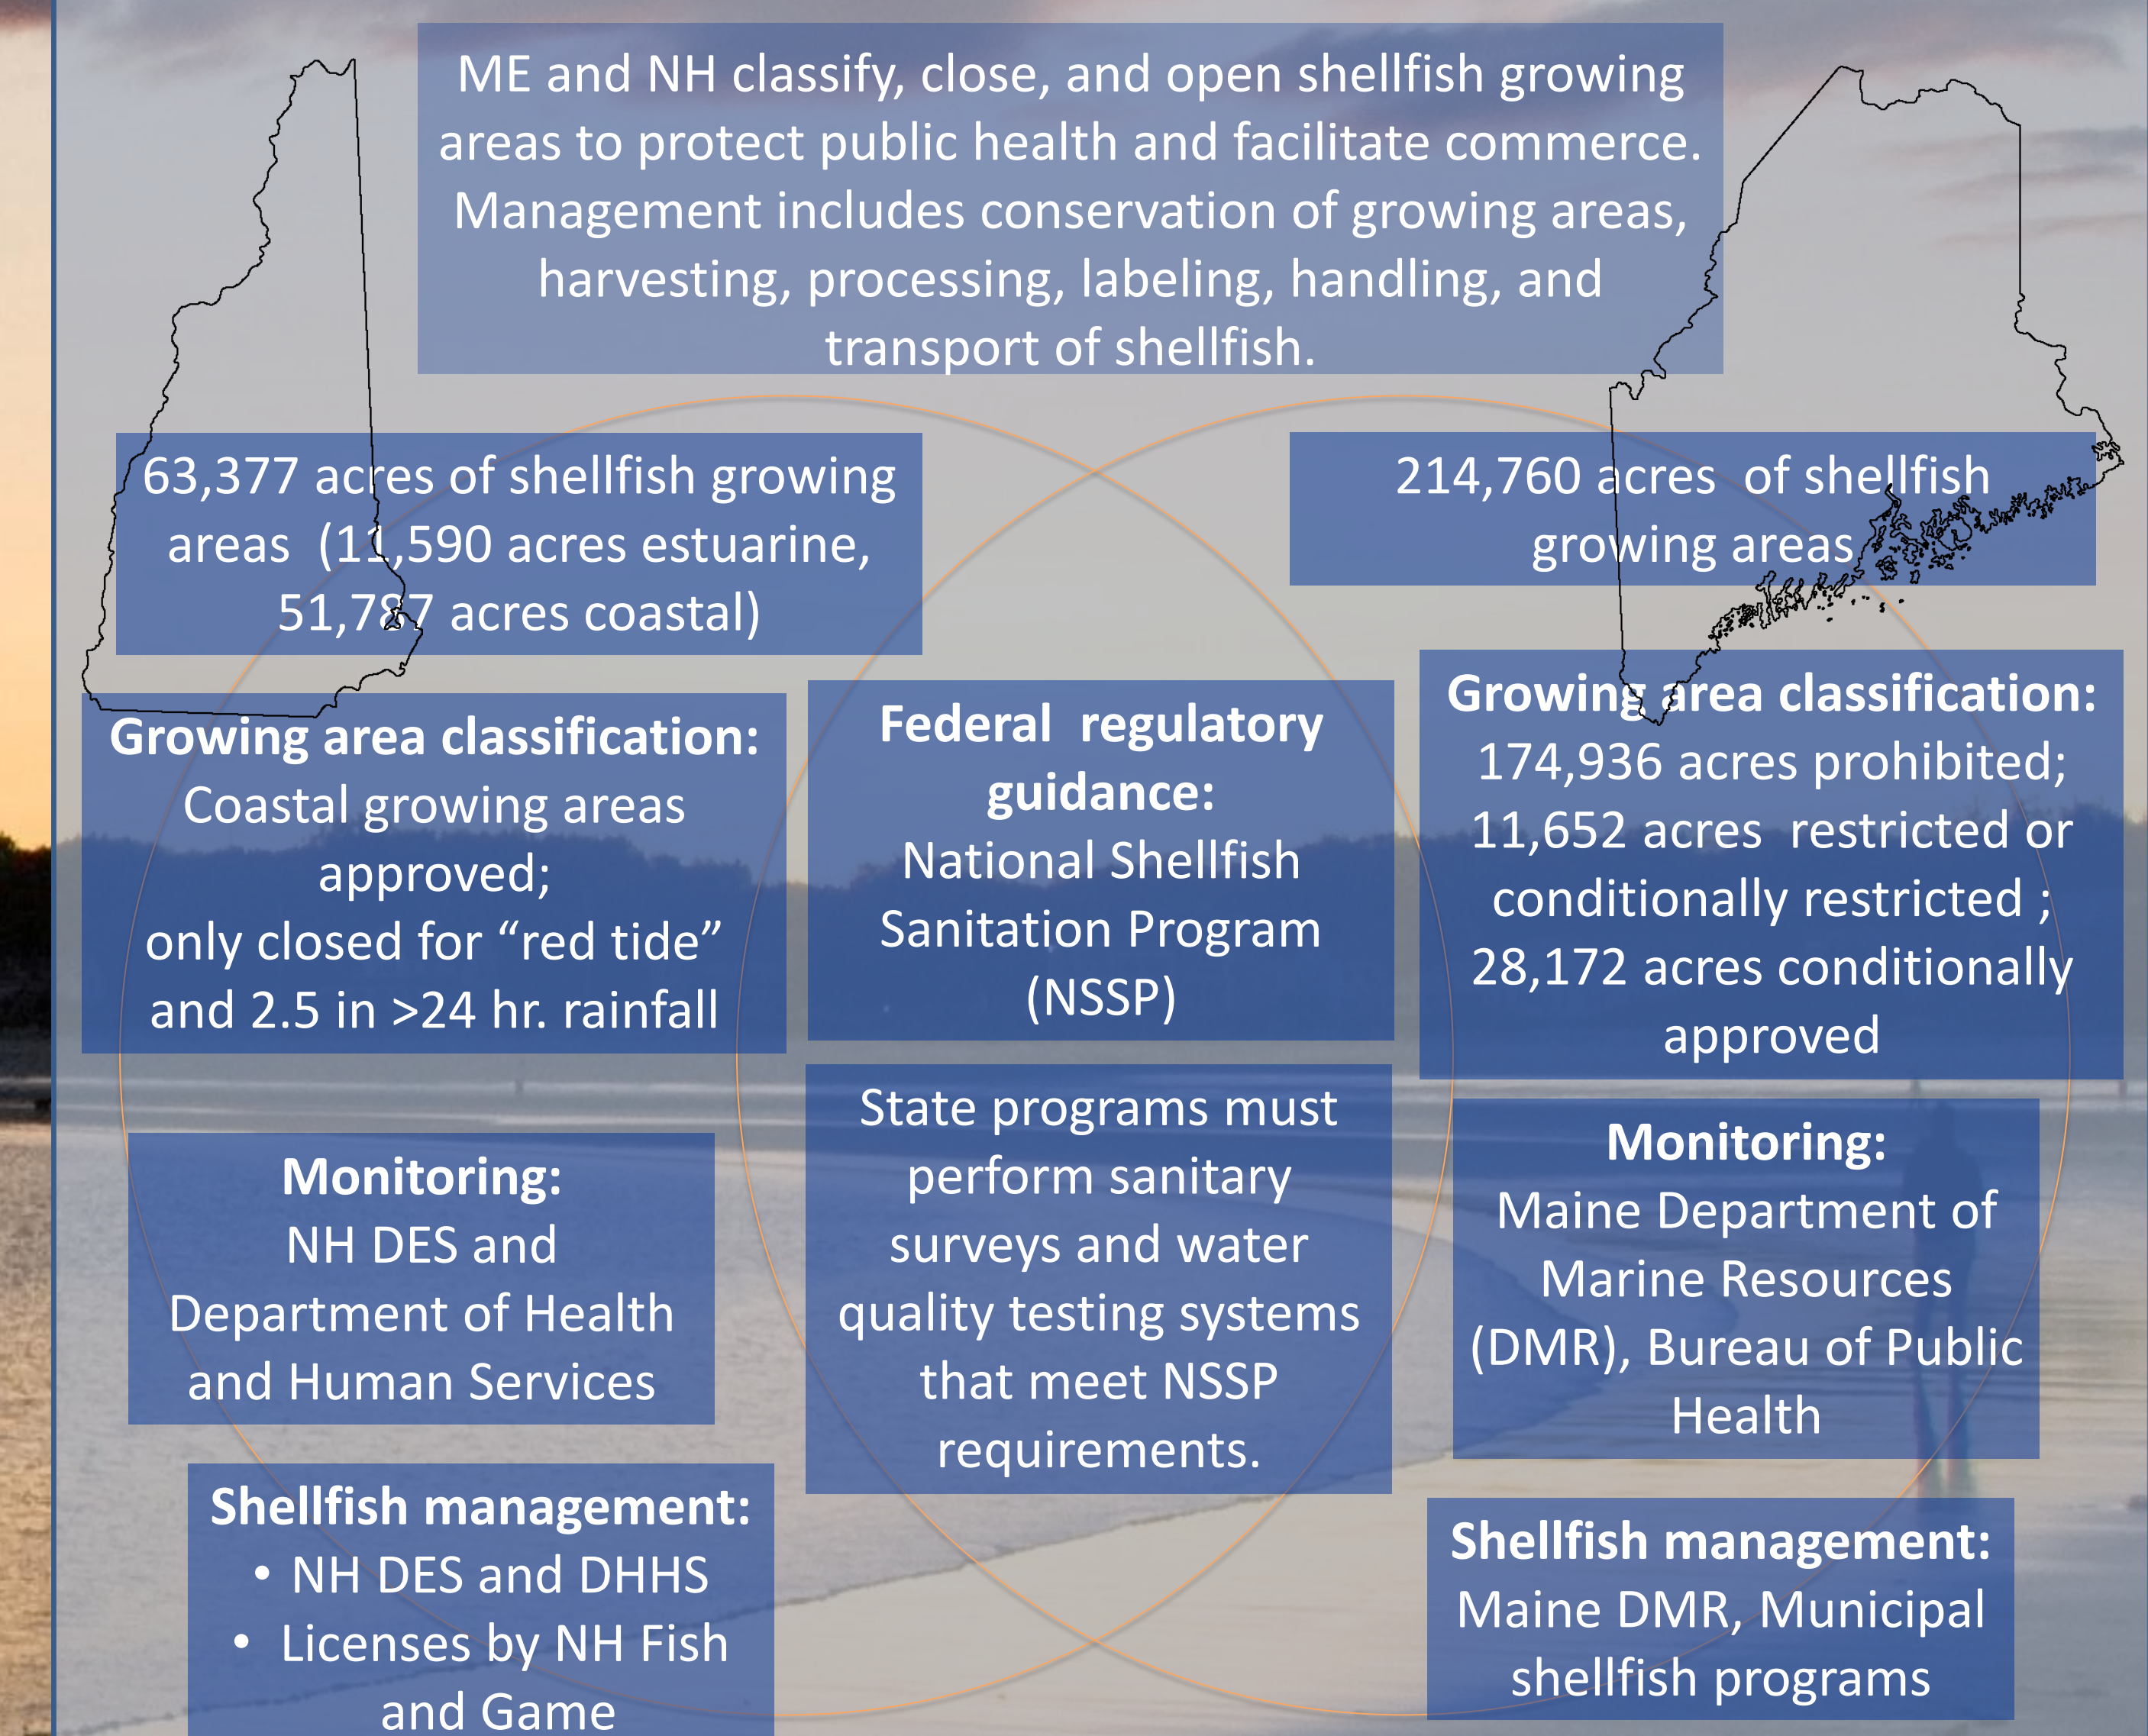 ME and NH classify, close, and open shellfish growing
areas to protect public health and facilitate commerce.
Management includes conservation of growing areas,
harvesting, processing, labeling, handling, and
transport of shellfish.
63,377 acres of shellfish growing
areas (11,590 acres estuarine,
51,787 acres coastal)
214,760 acres of shellfish
growing areas
Growing area classification:
Coastal growing areas
approved;
only closed for “red tide”
and 2.5 in >24 hr. rainfall
Federal regulatory
guidance:
National Shellfish
Sanitation Program
(NSSP)
Growing area classification:
174,936 acres prohibited;
11,652 acres restricted or
conditionally restricted ;
28,172 acres conditionally
approved
Monitoring:
NH DES and
Department of Health
and Human Services
State programs must
perform sanitary
surveys and water
quality testing systems
that meet NSSP
requirements.
Monitoring:
Maine Department of
Marine Resources
(DMR), Bureau of Public
Health
Shellfish management:
• NH DES and DHHS
• Licenses by NH Fish
and Game
Shellfish management:
Maine DMR, Municipal
shellfish programs